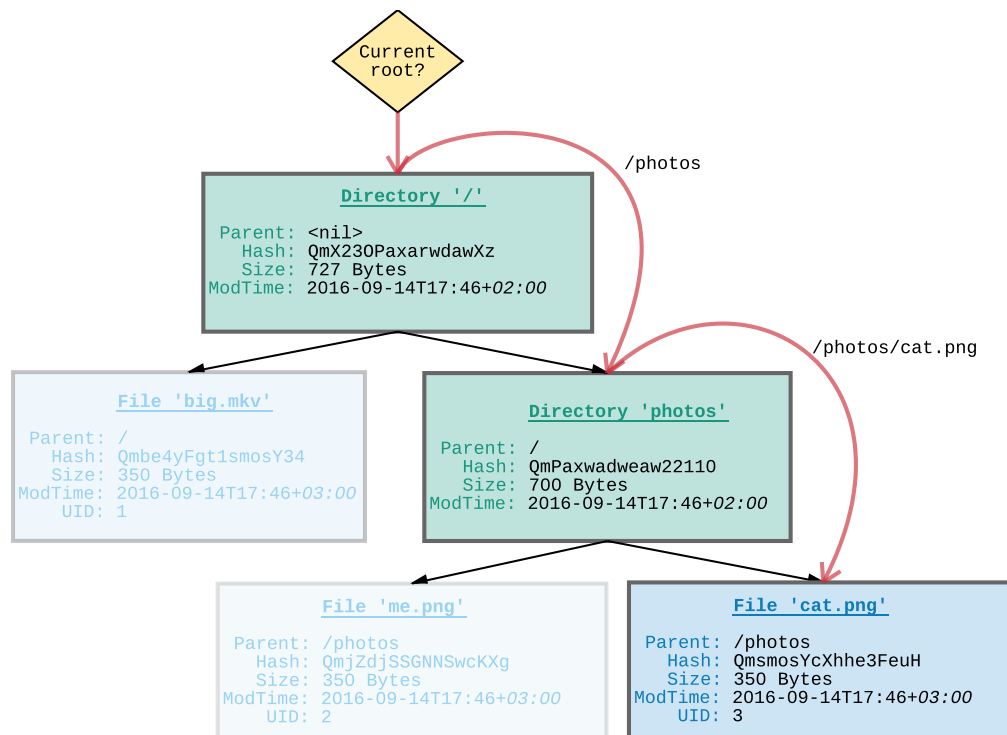 Current
root?
/photos
Directory '/'
Parent: <nil>
Hash: QmX23OPaxarwdawXz
Size: 727 Bytes
ModTime: 2016-09-14T17:46+02:00
/photos/cat.png
File 'big.mkv'
Parent: /
Hash: Qmbe4yFgt1smosY34
Size: 350 Bytes
ModTime: 2016-09-14T17:46+03:00
UID: 1
Directory 'photos'
Parent: /
Hash: QmPaxwadweaw22110
Size: 700 Bytes
ModTime: 2016-09-14T17:46+02:00
File 'me.png'
Parent: /photos
Hash: QmjZdjSSGNNSwcKXg
Size: 350 Bytes
ModTime: 2016-09-14T17:46+03:00
UID: 2
File 'cat.png'
Parent: /photos
Hash: QmsmosYcXhhe3FeuH
Size: 350 Bytes
ModTime: 2016-09-14T17:46+03:00
UID: 3